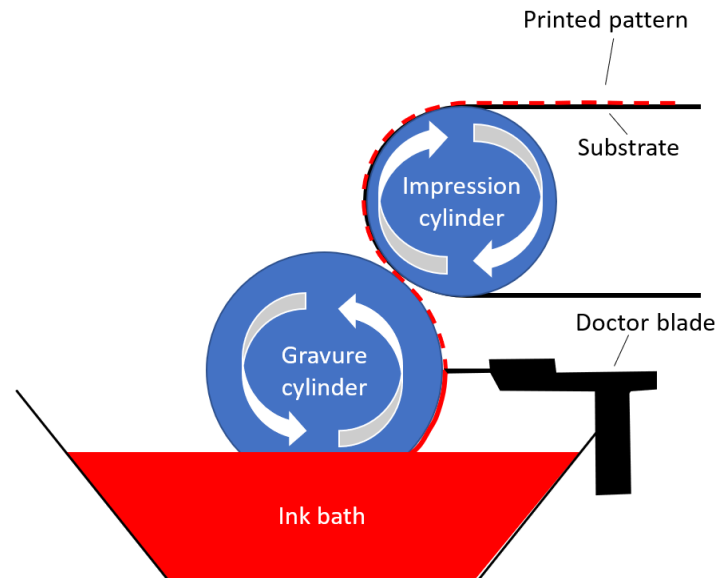 Printed pattern
Substrate
Impression
cylinder
Doctor blade
Gravure
cylinder
Ink bath